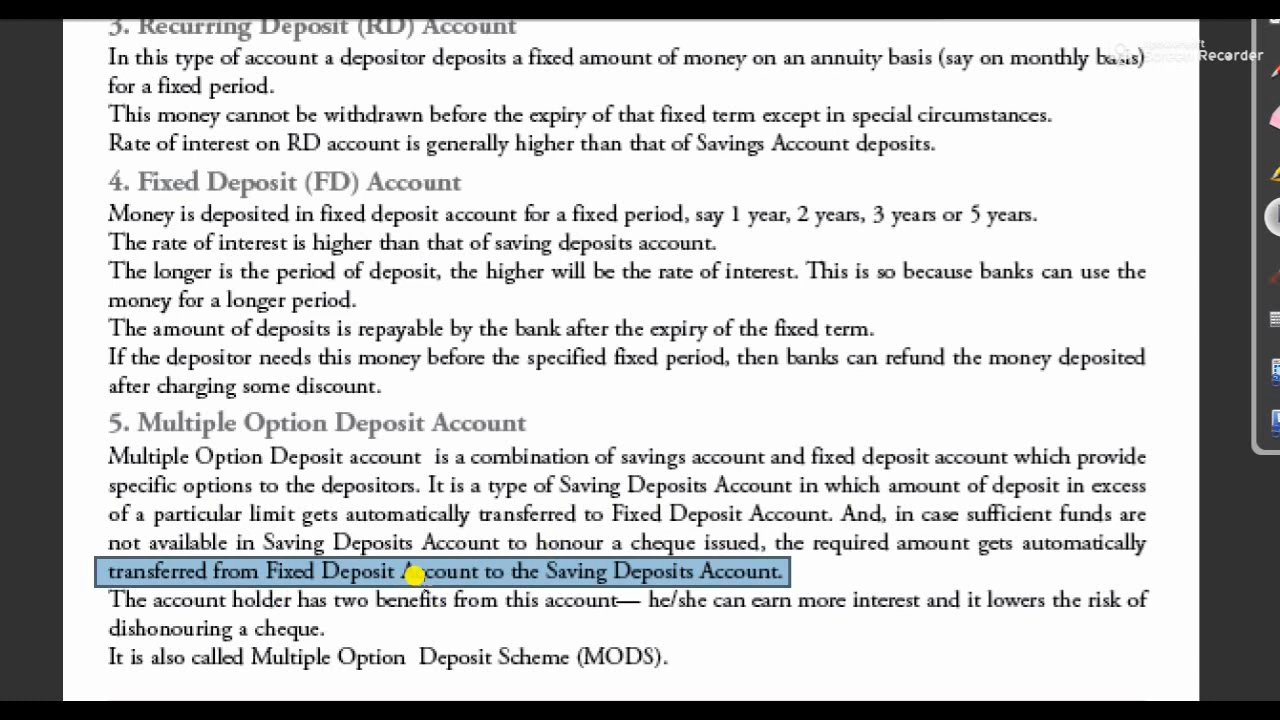 3. Recurring Deposit (RD) Account
In this type of account a depositor deposits a fixed amount of money on an annuity basis (say on monthly basis)
Screen Recorder
for a fixed period.
This money cannot be withdrawn before the expiry of that fixed term except in special circumstances.
Rate of interest on RD account is generally higher than that of Savings Account deposits.
4. Fixed Deposit (FD) Account
Money is deposited in fixed deposit account for a fixed period, say 1 year, 2 years, 3 years or 5 years.
The rate of interest is higher than that of saving deposits account.
The longer is the period of deposit, the higher will be the rate of interest. This is so because banks can use the
money for a longer period.
The amount of deposits is repayable by the bank after the expiry of the fixed term.
If the depositor needs this money before the specified fixed period, then banks can refund the money deposited
after charging some discount.
5. Multiple Option Deposit Account
Multiple Option Deposit account is a combination of savings account and fixed deposit account which provide
specific options to the depositors. It is a type of Saving Deposits Account in which amount of deposit in excess
of a particular limit gets automatically transferred to Fixed Deposit Account. And, in case sufficient funds are
not available in Saving Deposits Account to honour a cheque issued, the required amount gets automatically
transferred from Fixed Deposit Account to the Saving Deposits Account.
The account holder has two benefits from this account— he/she can earn more interest and it lowers the risk of
dishonouring a cheque.
It is also called Multiple Option Deposit Scheme (MODS).